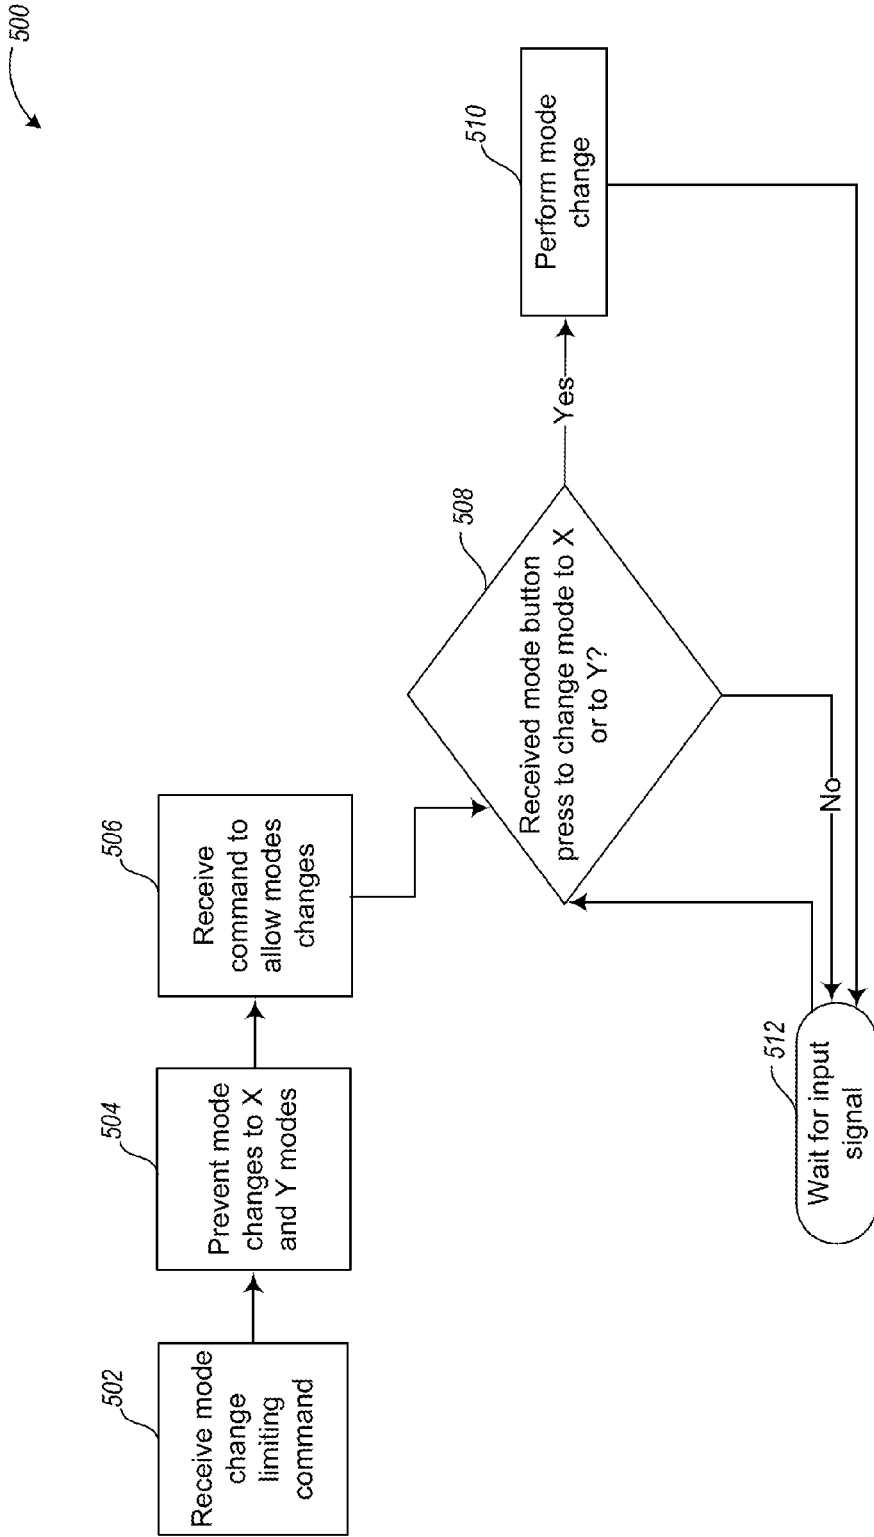 500
502
Receive mode
change
limiting
command
504
Prevent mode
changes to X
and Y modes
506
Receive
command to
allow modes
changes
508
Received mode button
press to change mode to X
or to Y?
Yes
510
Perform mode
change
No
512
Wait for input
signal